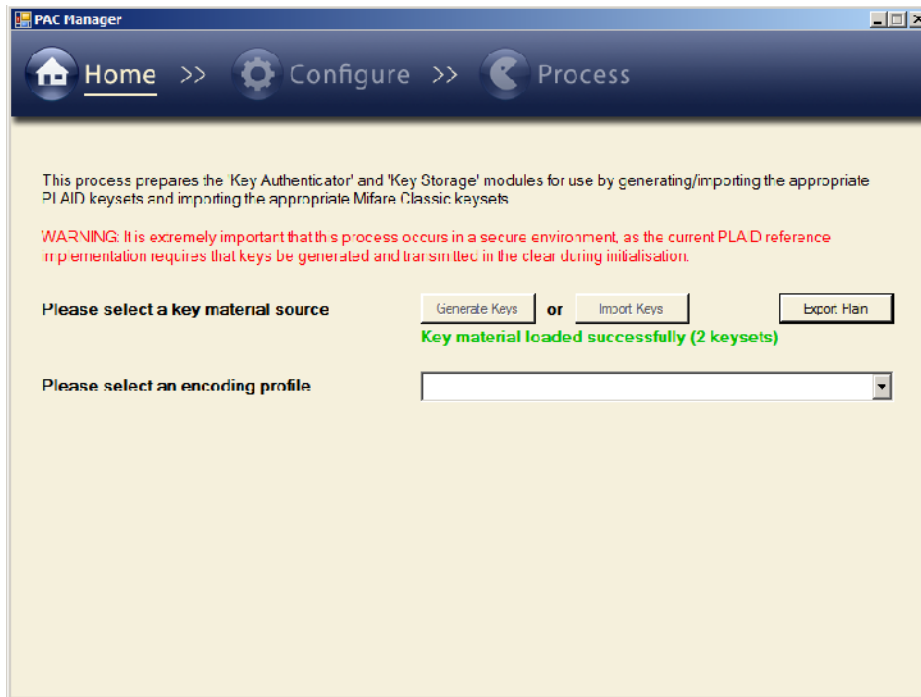 PAC Manager
Home >> Configure >> Process
This process prepares the 'Key Authenticator' and 'Key Storage' modules for use by generating/importing the appropriate
PLAID keysets and importing the appropriate Mifare Classic keysets
WARNING: It is extremely important that this process occurs in a secure environment, as the current PLAID reference
implementation requires that keys be generated and transmitted in the clear during initialisation.
Please select a key material source Generate Keys or Import Keys Export Plain
Key material loaded successfully (2 keysets)
Please select an encoding profile